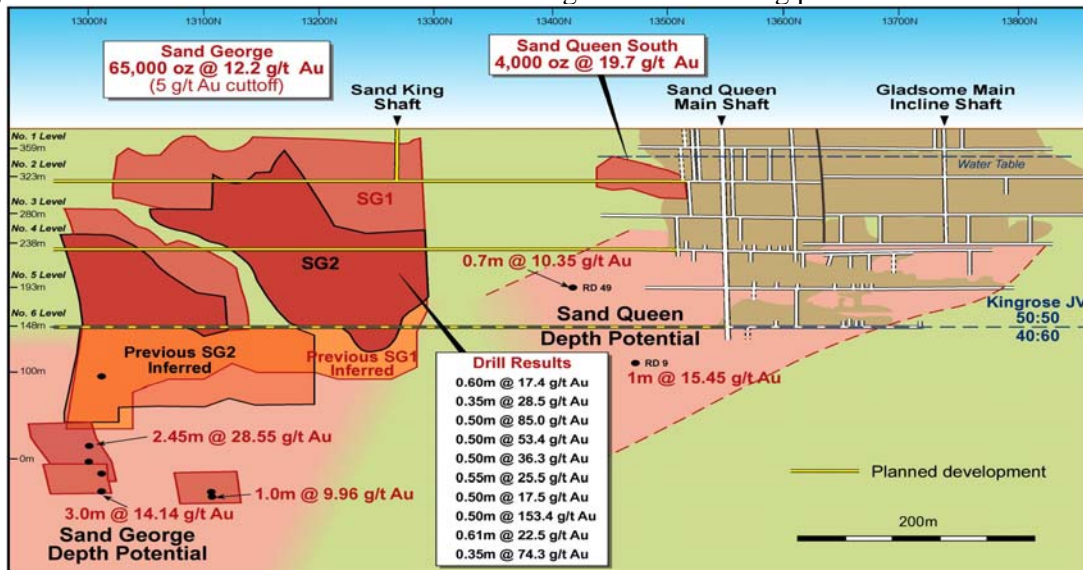 13000N 13100N 13200N 13300N 13400N 13500N 13600N 13700N 13800N
Sand George
65,000 oz @ 12.2 g/t Au
(5 g/t Au cuttoff)
Sand Queen South
4,000 oz @ 19.7 g/t Au
Sand King
Shaft
Sand Queen
Main Shaft
Gladsome Main
Incline Shaft
No. 1 Level
359m
No. 2 Level
323m
No. 3 Level
280m
No. 4 Level
238m
No. 5 Level
193m
No. 6 Level
148m
100m
0m
Water Table
SG1
SG2
0.7m @ 10.35 g/t Au
RD 49
Sand Queen
Depth Potential
RD 9
1m @ 15.45 g/t Au
Kingrose JV
50:50
40:60
Previous SG2
Inferred
Previous SG1
Inferred
2.45m @ 28.55 g/t Au
1.0m @ 9.96 g/t Au
3.0m @ 14.14 g/t Au
Sand George
Depth Potential
Drill Results
0.60m @ 17.4 g/t Au
0.35m @ 28.5 g/t Au
0.50m @ 85.0 g/t Au
0.50m @ 53.4 g/t Au
0.50m @ 36.3 g/t Au
0.55m @ 25.5 g/t Au
0.50m @ 17.5 g/t Au
0.50m @ 153.4 g/t Au
0.61m @ 22.5 g/t Au
0.35m @ 74.3 g/t Au
Planned development
200m